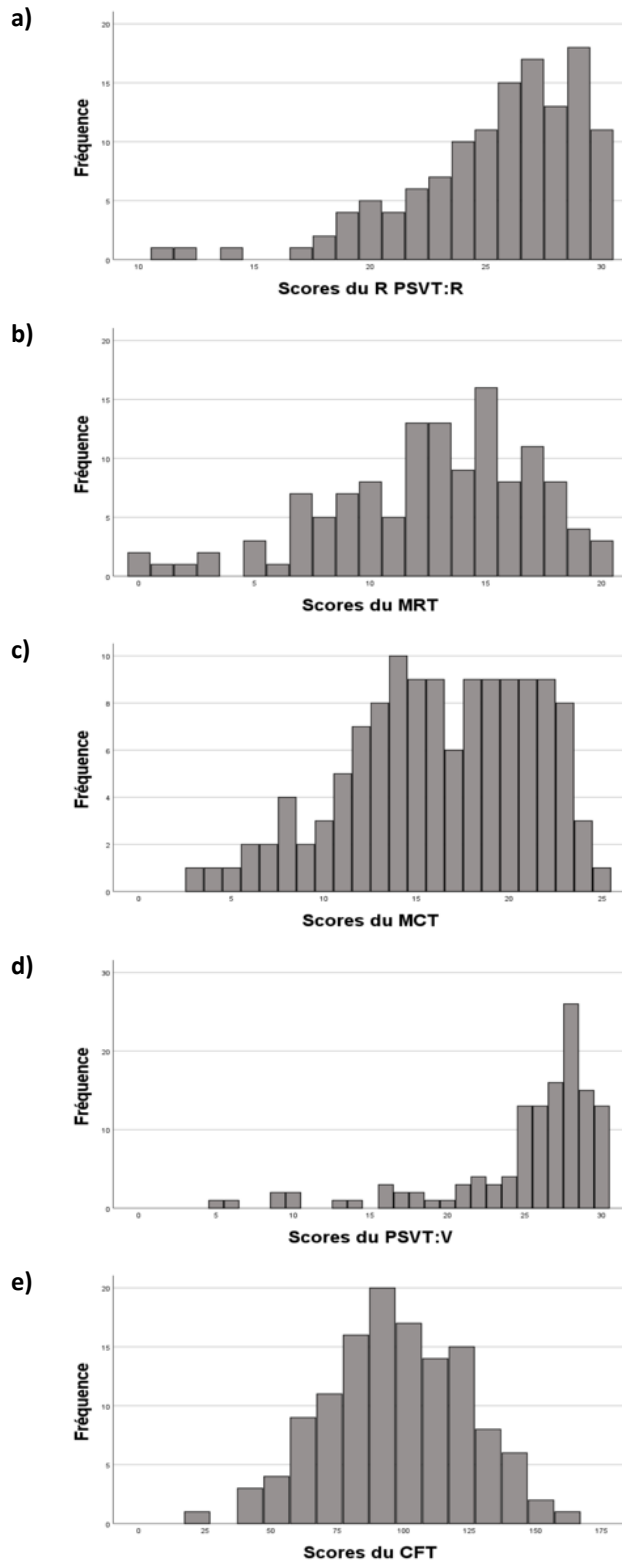 a)
20
15
10
5
0
Fréquence
10 15 20 25 30
Scores du R PSVT:R
b)
20
15
10
5
0
Fréquence
0 5 10 15 20
Scores du MRT
c)
10
8
6
4
2
0
Fréquence
0 5 10 15 20 25
Scores du MCT
d)
30
20
10
0
Fréquence
0 5 10 15 20 25 30
Scores du PSVT:V
e)
20
15
10
5
0
Fréquence
0 25 50 75 100 125 150 175
Scores du CFT